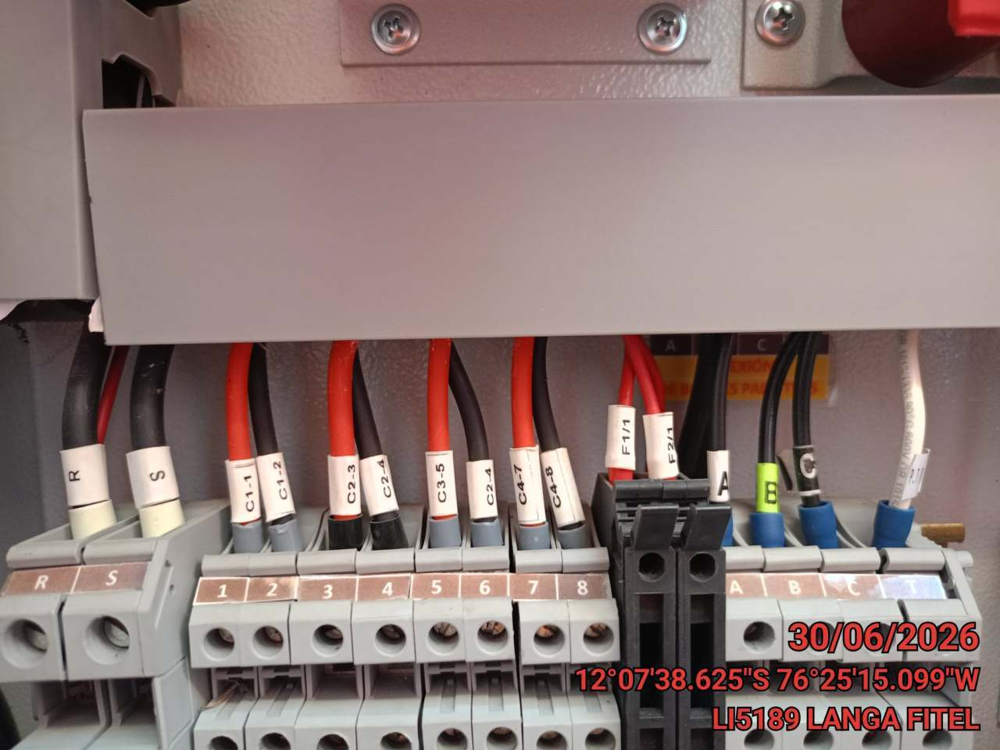 A C
EXIÓN
R
S
C1-1
C1-2
C2-3
C2-4
C3-5
C2-4
C4-7
C4-8
F1/1
F2/1
A
B
C
R S
1 2 3 4 5 6 7 8
A B C T
30/06/2026
12°07'38.625"S 76°25'15.099"W
LI5189 LANGA FITEL